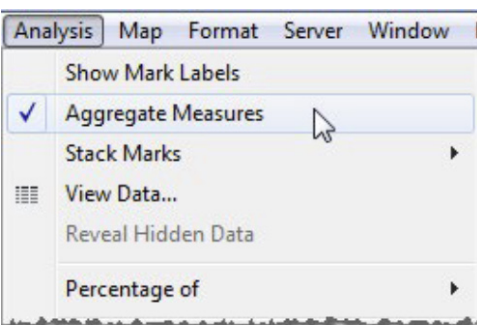 Analysis Map Format Server Window
Show Mark Labels
Aggregate Measures
Stack Marks
View Data...
Reveal Hidden Data
Percentage of